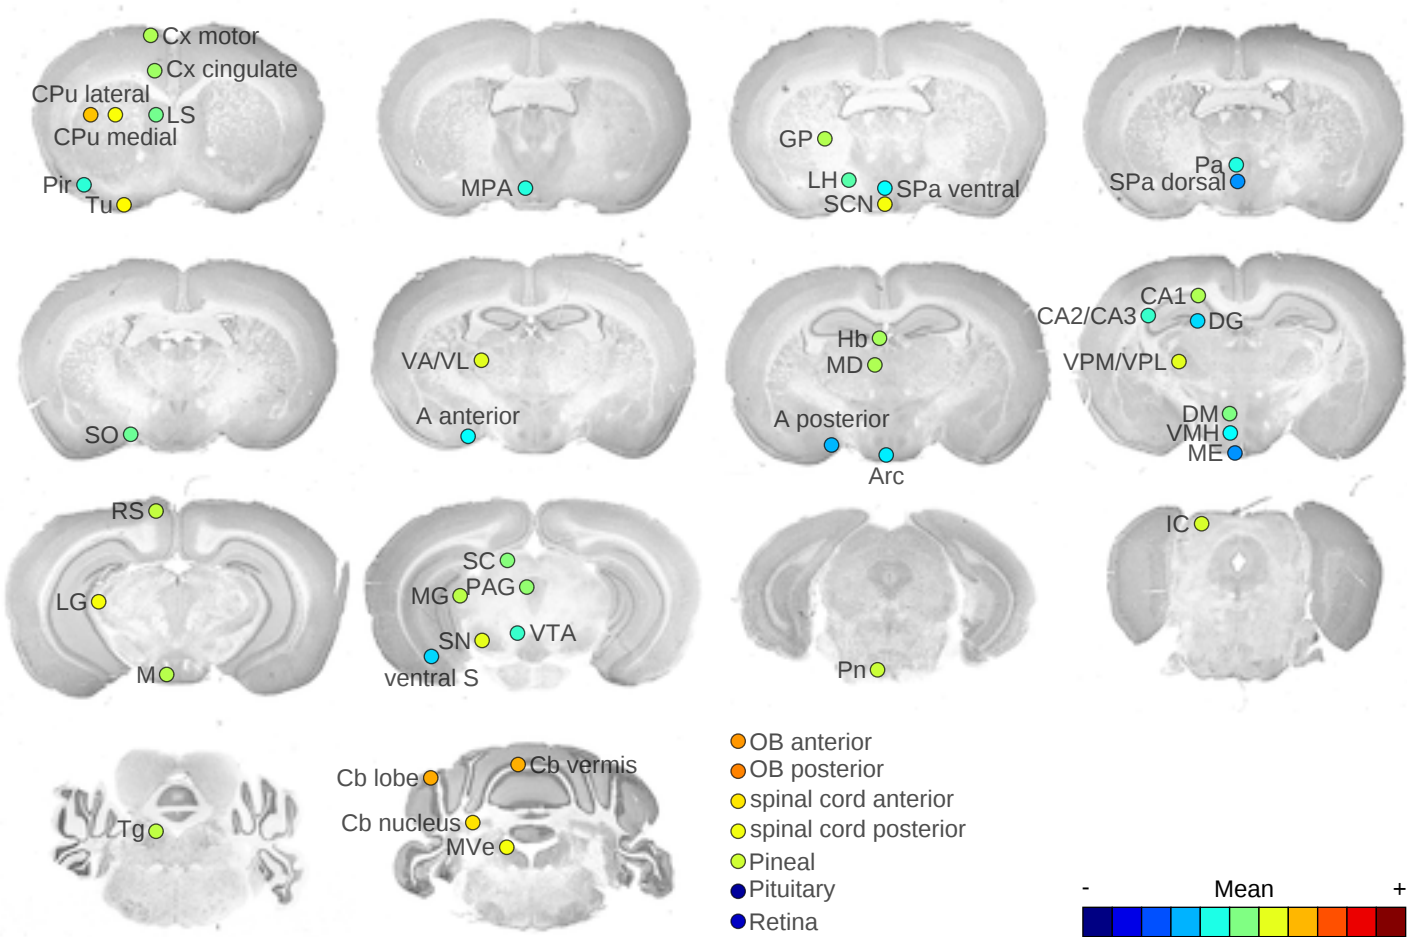 Cx motor
Cx cingulate
CPu lateral
LS
CPu medial
Pir
Tu
MPA
GP
LH
SPa ventral
SCN
Pa
SPa dorsal
SO
VA/VL
A anterior
Hb
MD
A posterior
Arc
CA1
CA2/CA3
DG
VPM/VPL
DM
VMH
ME
RS
LG
M
SC
PAG
MG
SN
VTA
ventral S
Pn
IC
Tg
Cb lobe
Cb vermis
Cb nucleus
MVe
OB anterior
OB posterior
spinal cord anterior
spinal cord posterior
Pineal
Pituitary
Retina
- Mean +